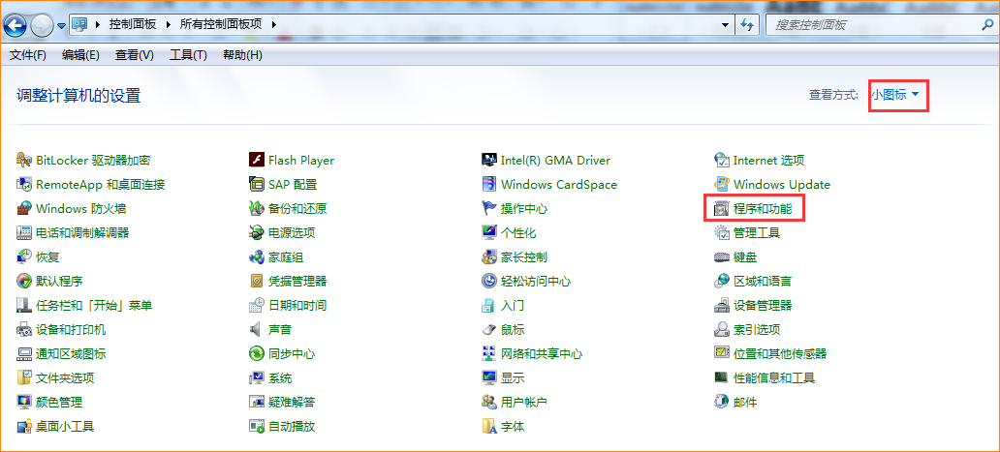 控制面板 ▸ 所有控制面板项 ▸
搜索控制面板
文件(F) 编辑(E) 查看(V) 工具(T) 帮助(H)
调整计算机的设置
查看方式: 小图标
BitLocker 驱动器加密 Flash Player Intel(R) GMA Driver Internet 选项
RemoteApp 和桌面连接 SAP 配置 Windows CardSpace Windows Update
Windows 防火墙 备份和还原 操作中心 程序和功能
电话和调制解调器 电源选项 个性化 管理工具
恢复 家庭组 家长控制 键盘
默认程序 凭据管理器 轻松访问中心 区域和语言
任务栏和「开始」菜单 日期和时间 入门 设备管理器
设备和打印机 声音 鼠标 索引选项
通知区域图标 同步中心 网络和共享中心 位置和其他传感器
文件夹选项 系统 显示 性能信息和工具
颜色管理 疑难解答 用户帐户 邮件
桌面小工具 自动播放 字体